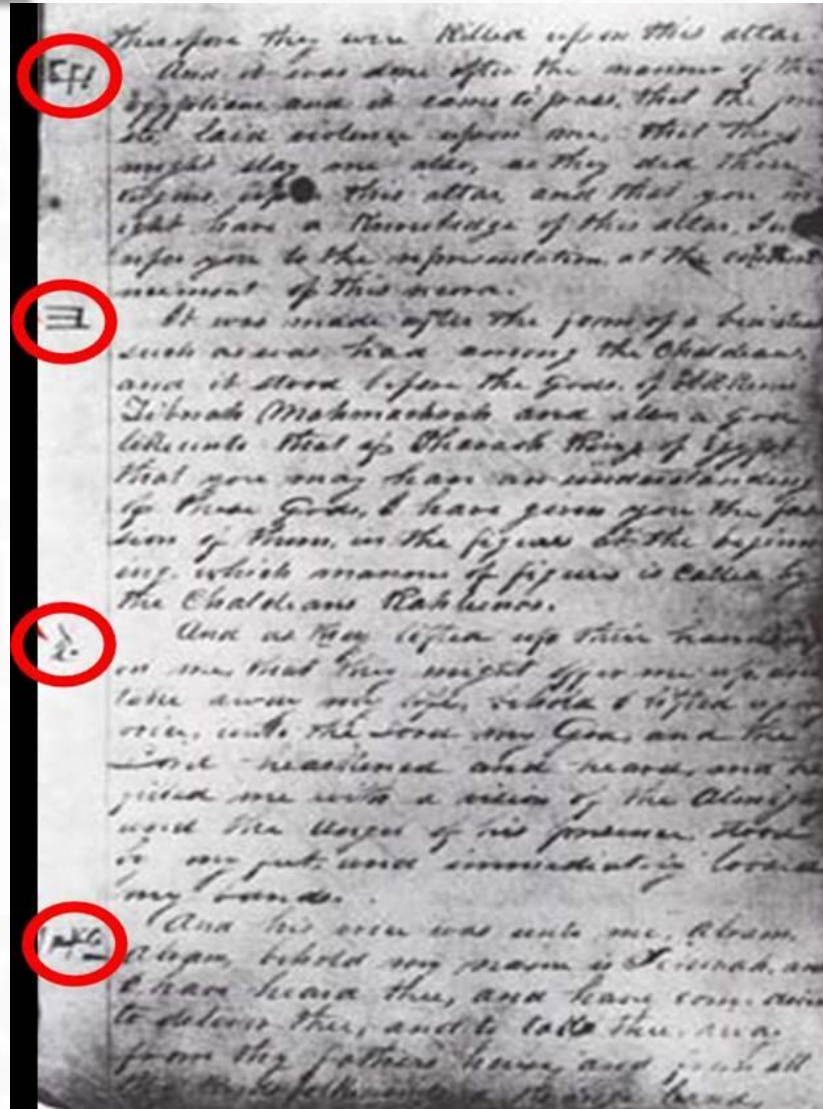 therefore they were killed upon this altar
And it was done after the manner of the
Egyptians and it came to pass, that the pri
sts laid violence upon me, that they
might slay me also, as they did those
virgins, upon this altar, and that you mi
ght have a knowledge of this altar, I
refer you to the representation, at the
of this
It was made after the form of a
such as was had among the Chaldeans,
and it stood before the Gods, of
Libnah Mahmackrah and also a God
like unto that of Pharaoh King of Egypt
that you may have an understanding
of these Gods, I have given you the fas
ion of them, in the figures at the beginn
ing, which manner of figures is called by
the Chaldeans
And as they lifted up their hands,
on me, that they might offer me up, and
take away my life, behold I lifted up my
voice, unto the Lord my God, and the
Lord hearkened and heard, and he
filled me with a vision of the Almighty
and the angel of his presence stood
by my feet, and immediately loosed
my bands.
And his voice was unto me, Abram,
Abram, behold my name is and
I have heard thee, and have come down
to deliver thee, and to take thee away
from thy fathers house, and from all
thy a strange land,